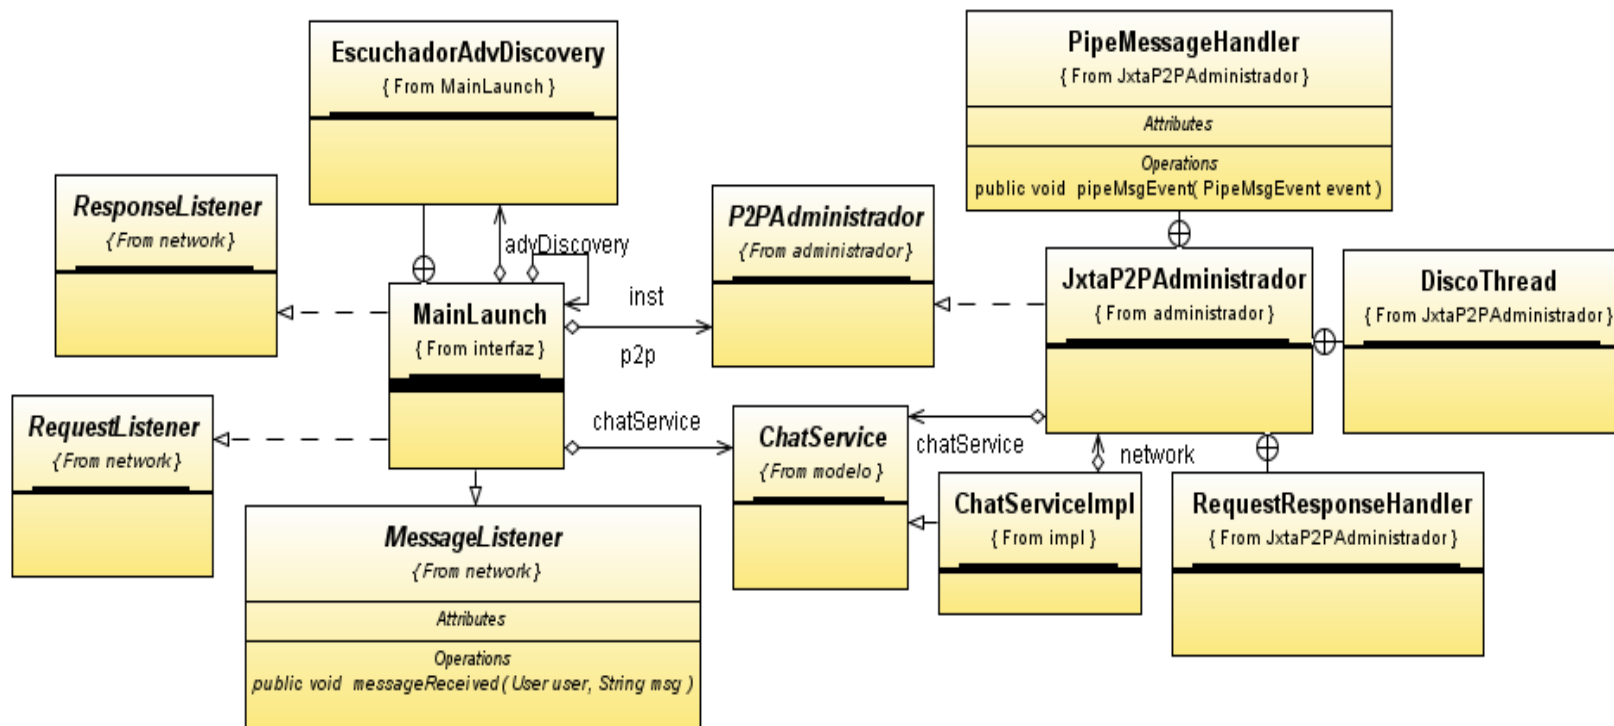 EscuchadorAdvDiscovery
{ From MainLaunch }
PipeMessageHandler
{ From JxtaP2PAdministrador }
Attributes
Operations
public void pipeMsgEvent( PipeMsgEvent event )
ResponseListener
{From network}
advDiscovery
P2PAdministrador
{From administrador}
JxtaP2PAdministrador
{ From administrador }
DiscoThread
{ From JxtaP2PAdministrador}
MainLaunch
{ From interfaz }
inst
p2p
RequestListener
{From network}
chatService
ChatService
{From modelo }
chatService
network
ChatServiceImpl
{ From impl }
RequestResponseHandler
{ From JxtaP2PAdministrador}
MessageListener
{From network}
Attributes
Operations
public void messageReceived( User user, String msg )